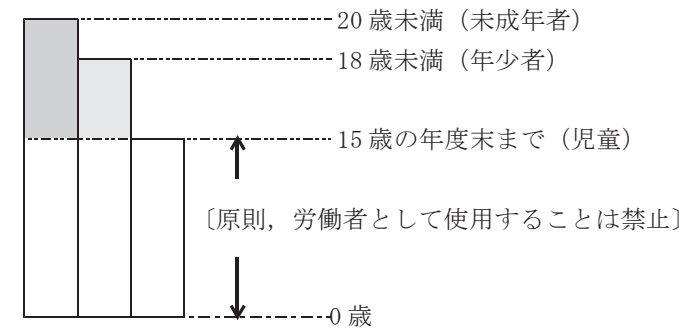 20 歳未満（未成年者）
18 歳未満（年少者）
15 歳の年度末まで（児童）
〔原則，労働者として使用することは禁止〕
0 歳